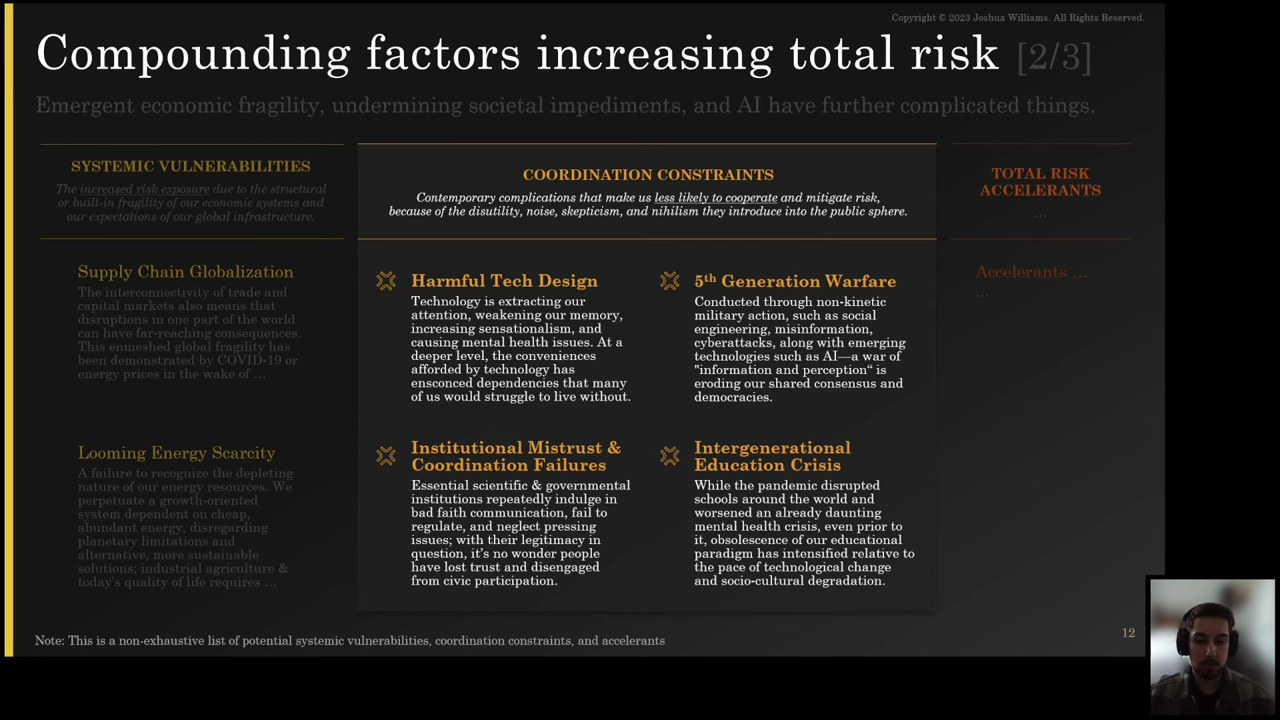 Copyright © 2023 Joshua Williams. All Rights Reserved.
Compounding factors increasing total risk [2/3]
Emergent economic fragility, undermining societal impediments, and AI have further complicated things.
SYSTEMIC VULNERABILITIES
The increased risk exposure due to the structural
or built-in fragility of our economic systems and
our expectations of our global infrastructure.
Supply Chain Globalization
The interconnectivity of trade and
capital markets also means that
disruptions in one part of the world
can have far-reaching consequences.
This enmeshed global fragility has
been demonstrated by COVID-19 or
energy prices in the wake of …
Looming Energy Scarcity
A failure to recognize the depleting
nature of our energy resources. We
perpetuate a growth-oriented
system dependent on cheap,
abundant energy, disregarding
planetary limitations and
alternative, more sustainable
solutions; industrial agriculture &
today's quality of life requires …
COORDINATION CONSTRAINTS
Contemporary complications that make us less likely to cooperate and mitigate risk,
because of the disutility, noise, skepticism, and nihilism they introduce into the public sphere.
Harmful Tech Design
Technology is extracting our
attention, weakening our memory,
increasing sensationalism, and
causing mental health issues. At a
deeper level, the conveniences
afforded by technology has
ensconced dependencies that many
of us would struggle to live without.
5th Generation Warfare
Conducted through non-kinetic
military action, such as social
engineering, misinformation,
cyberattacks, along with emerging
technologies such as AI—a war of
"information and perception“ is
eroding our shared consensus and
democracies.
Institutional Mistrust &
Coordination Failures
Essential scientific & governmental
institutions repeatedly indulge in
bad faith communication, fail to
regulate, and neglect pressing
issues; with their legitimacy in
question, it's no wonder people
have lost trust and disengaged
from civic participation.
Intergenerational
Education Crisis
While the pandemic disrupted
schools around the world and
worsened an already daunting
mental health crisis, even prior to
it, obsolescence of our educational
paradigm has intensified relative to
the pace of technological change
and socio-cultural degradation.
TOTAL RISK
ACCELERANTS
…
Accelerants …
…
Note: This is a non-exhaustive list of potential systemic vulnerabilities, coordination constraints, and accelerants
12